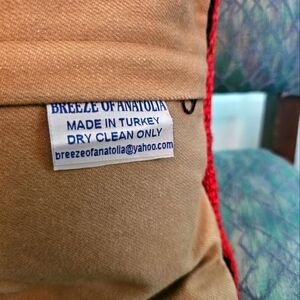 BREEZE OF ANATOLIA
MADE IN TURKEY
DRY CLEAN ONLY
breezeofanatolia@yahoo.com